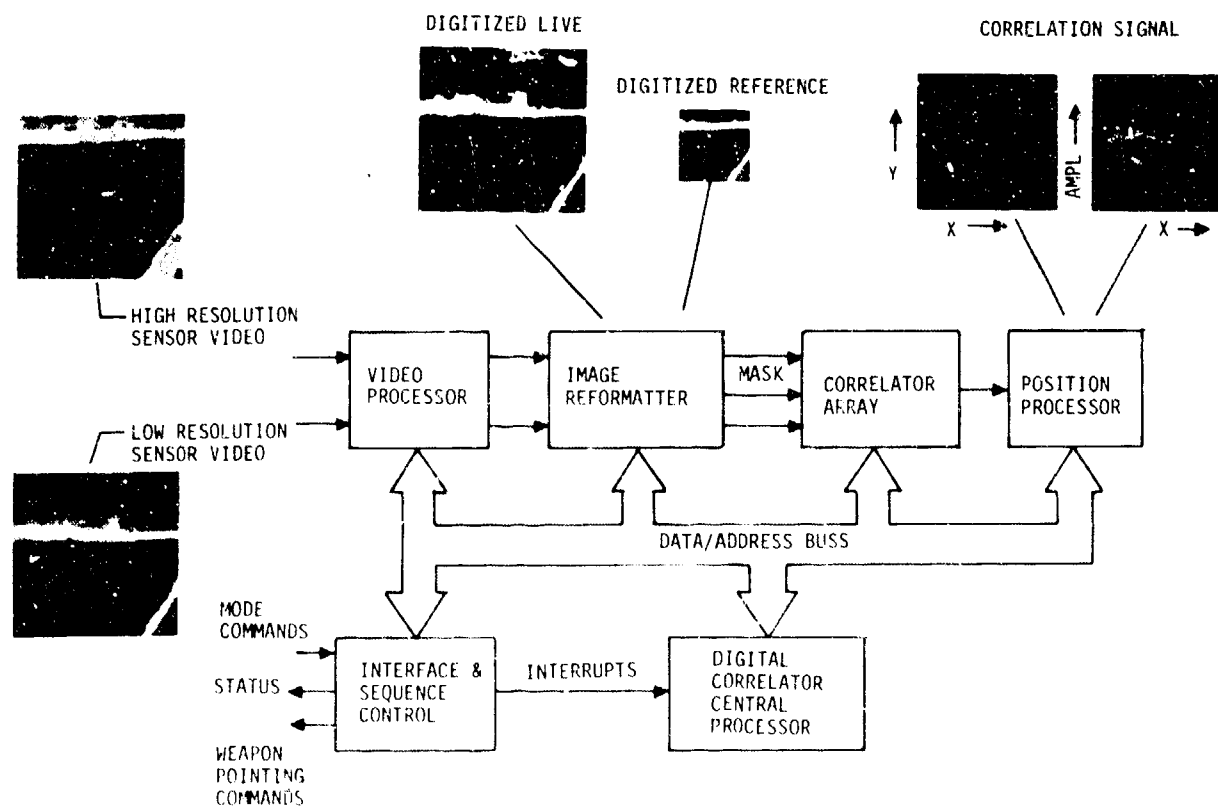 DIGITIZED LIVE
CORRELATION SIGNAL
DIGITIZED REFERENCE
Y
AMPL
X
X
HIGH RESOLUTION
SENSOR VIDEO
LOW RESOLUTION
SENSOR VIDEO
VIDEO
PROCESSOR
IMAGE
REFORMATTER
MASK
CORRELATOR
ARRAY
POSITION
PROCESSOR
DATA/ADDRESS BUSS
MODE
COMMANDS
STATUS
WEAPON
POINTING
COMMANDS
INTERFACE &
SEQUENCE
CONTROL
INTERRUPTS
DIGITAL
CORRELATOR
CENTRAL
PROCESSOR